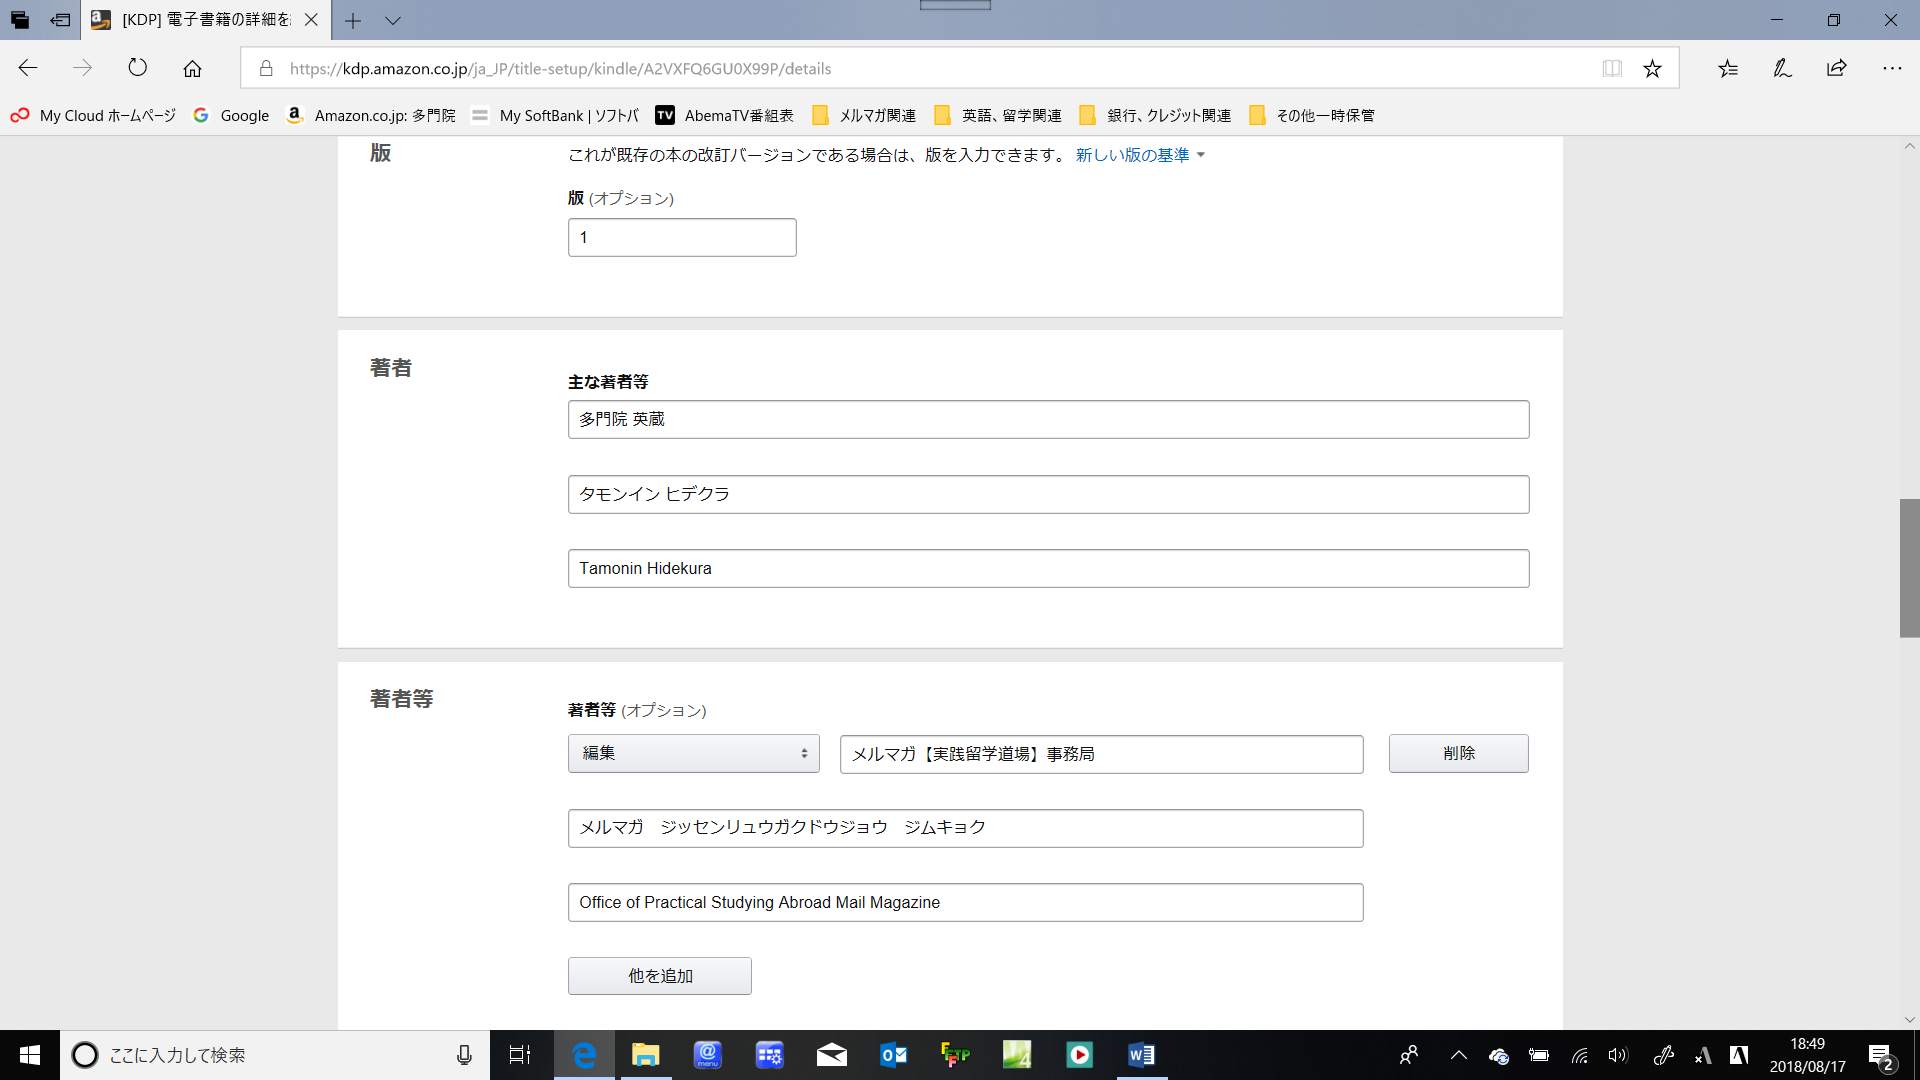 [KDP] 電子書籍の詳細を
https://kdp.amazon.co.jp/ja_JP/title-setup/kindle/A2VXFQ6GU0X99P/details
My Cloud ホームページ Google Amazon.co.jp: 多門院 My SoftBank | ソフトバ AbemaTV番組表 メルマガ関連 英語、留学関連 銀行、クレジット関連 その他一時保管
版 これが既存の本の改訂バージョンである場合は、版を入力できます。 新しい版の基準
版 (オプション)
1
著者
主な著者等
多門院 英蔵
タモンイン ヒデクラ
Tamonin Hidekura
著者等
著者等 (オプション)
編集 メルマガ【実践留学道場】事務局 削除
メルマガ　ジッセンリュウガクドウジョウ　ジムキョク
Office of Practical Studying Abroad Mail Magazine
他を追加
ここに入力して検索
18:49
2018/08/17
2